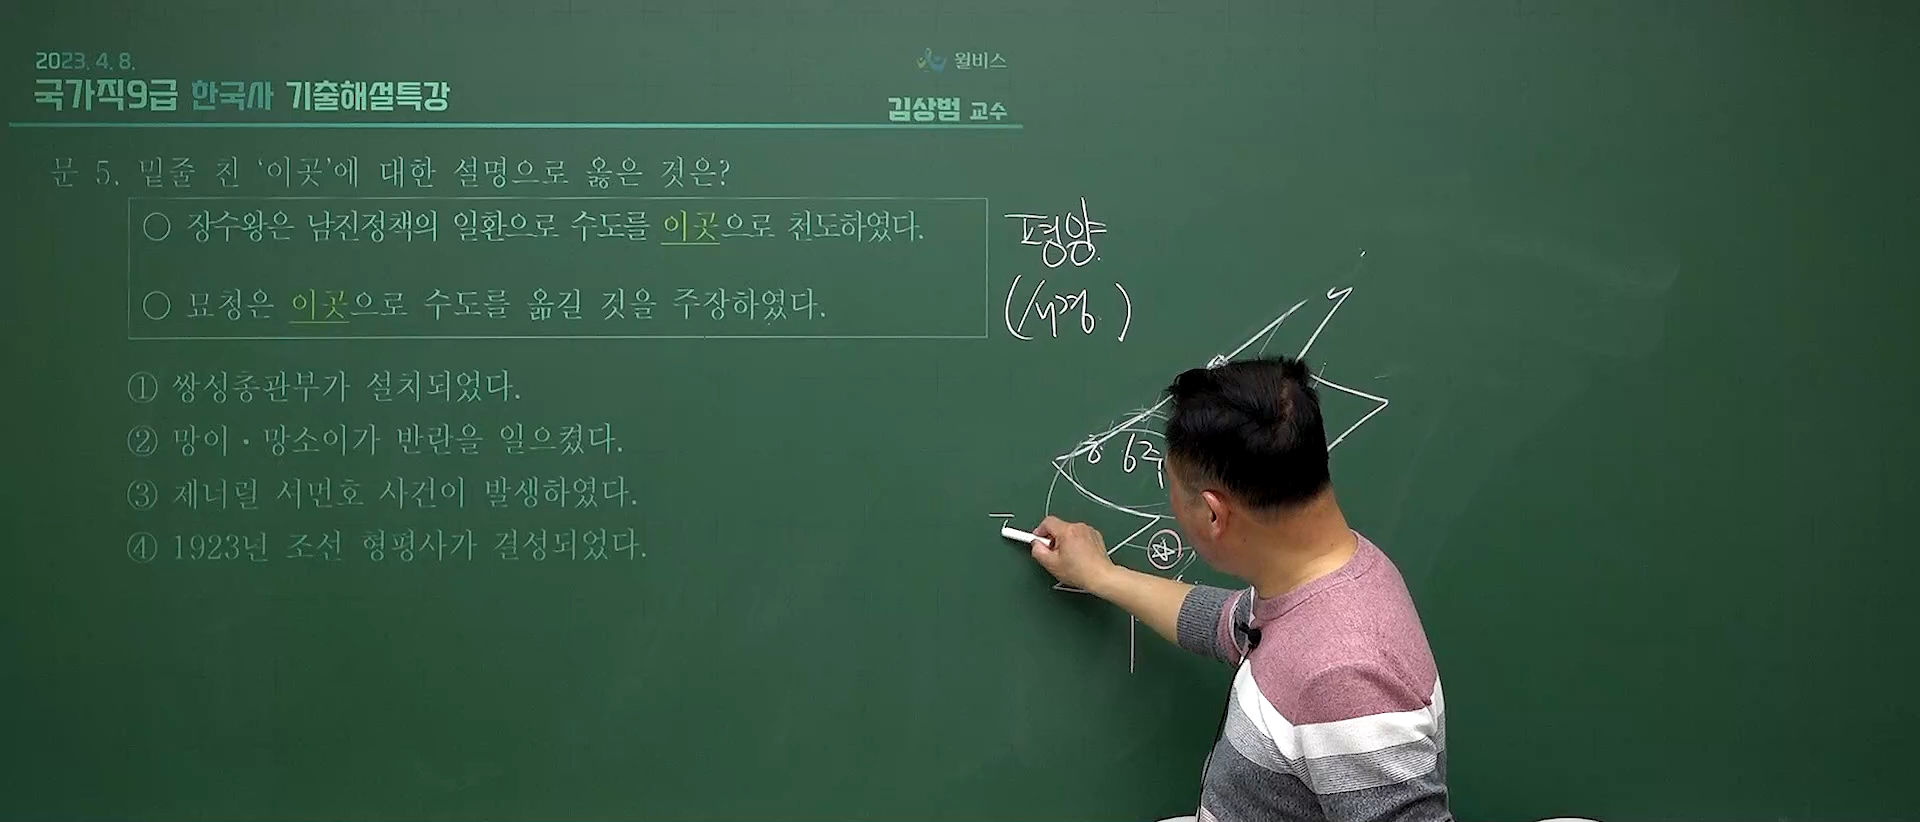 2023. 4. 8.
국가직9급 한국사 기출해설특강
윌비스
김상범 교수
문 5. 밑줄 친 ‘이곳’에 대한 설명으로 옳은 것은?
○ 장수왕은 남진정책의 일환으로 수도를 이곳으로 천도하였다.
○ 묘청은 이곳으로 수도를 옮길 것을 주장하였다.
평양
(서경)
① 쌍성총관부가 설치되었다.
② 망이·망소이가 반란을 일으켰다.
③ 제너럴 서먼호 사건이 발생하였다.
④ 1923년 조선 형평사가 결성되었다.
6주